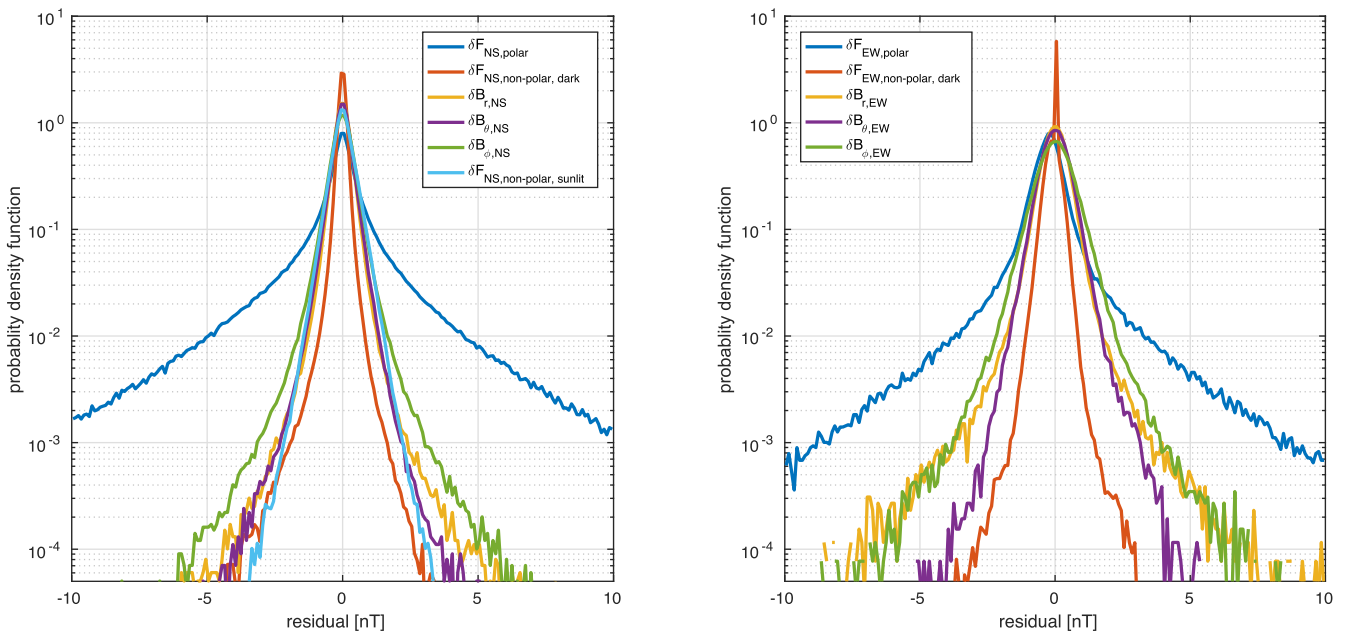 probablity density function
10^1
10^0
10^-1
10^-2
10^-3
10^-4
-10
-5
0
5
10
residual [nT]
δF_NS,polar
δF_NS,non-polar, dark
δB_r,NS
δB_θ,NS
δB_ϕ,NS
δF_NS,non-polar, sunlit
probablity density function
10^1
10^0
10^-1
10^-2
10^-3
10^-4
-10
-5
0
5
10
residual [nT]
δF_EW,polar
δF_EW,non-polar, dark
δB_r,EW
δB_θ,EW
δB_ϕ,EW